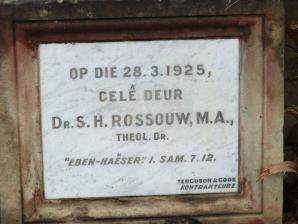 OP DIE 28.3.1925,
GELÊ DEUR
DR. S. H. ROSSOUW, M.A.,
THEOL. DR.
"EBEN-HAËSER." I. SAM. 7.12.
FERGUSON & COOK
KONTRAKTEURE